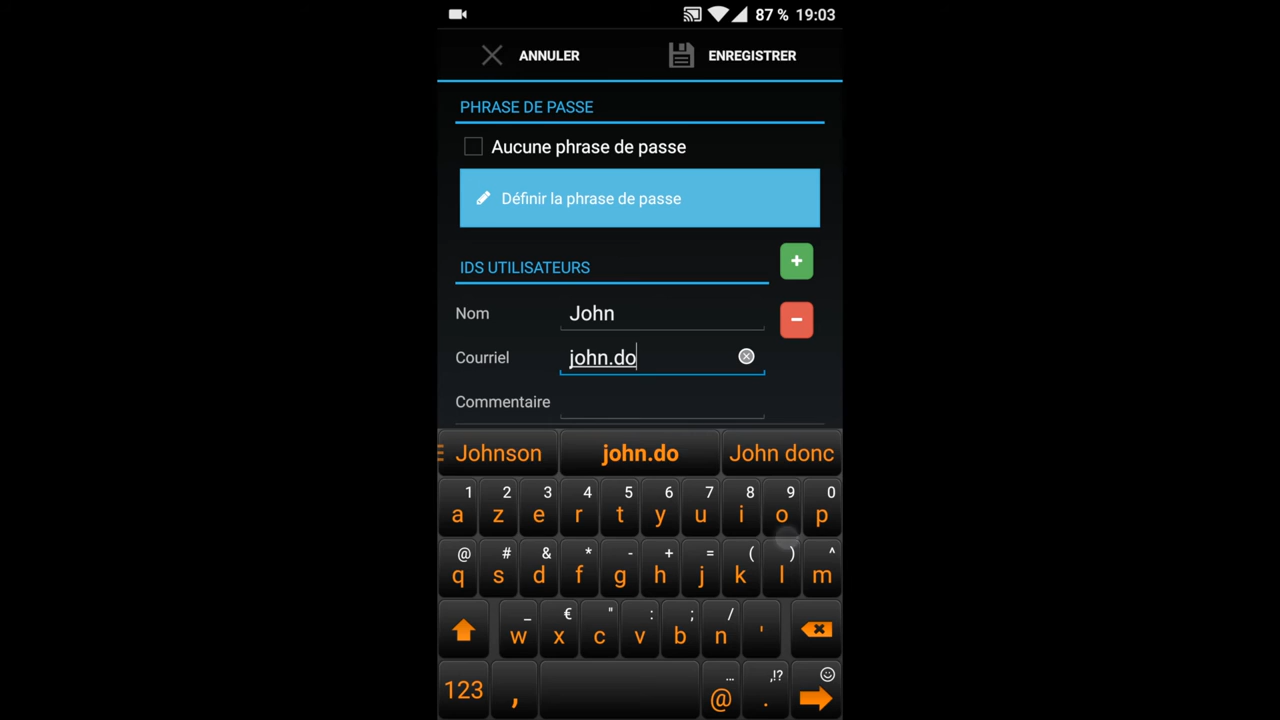 87 % 19:03
ANNULER ENREGISTRER
PHRASE DE PASSE
Aucune phrase de passe
Définir la phrase de passe
IDS UTILISATEURS
+
Nom John
−
Courriel john.do
Commentaire
Johnson john.do John donc
1 2 3 4 5 6 7 8 9 0
a z e r t y u i o p
@ # & * - + = ( ) ^
q s d f g h j k l m
_ € " : ; /
w x c v b n '
... ,!?
123 , @ .